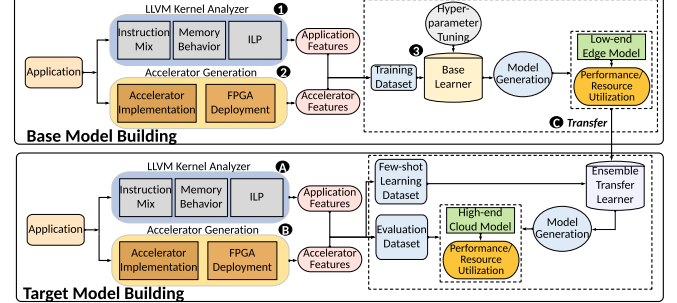 LLVM Kernel Analyzer
1
Instruction
Mix
Memory
Behavior
ILP
Application
Features
Application
Accelerator Generation
2
Accelerator
Implementation
FPGA
Deployment
Accelerator
Features
Hyper-
parameter
Tuning
3
Training
Dataset
Base
Learner
Model
Generation
Low-end
Edge Model
Performance/
Resource
Utilization
C Transfer
Base Model Building
LLVM Kernel Analyzer
A
Instruction
Mix
Memory
Behavior
ILP
Application
Features
Application
Accelerator Generation
B
Accelerator
Implementation
FPGA
Deployment
Accelerator
Features
Few-shot
Learning
Dataset
Evaluation
Dataset
High-end
Cloud Model
Performance/
Resource
Utilization
Model
Generation
Ensemble
Transfer
Learner
Target Model Building